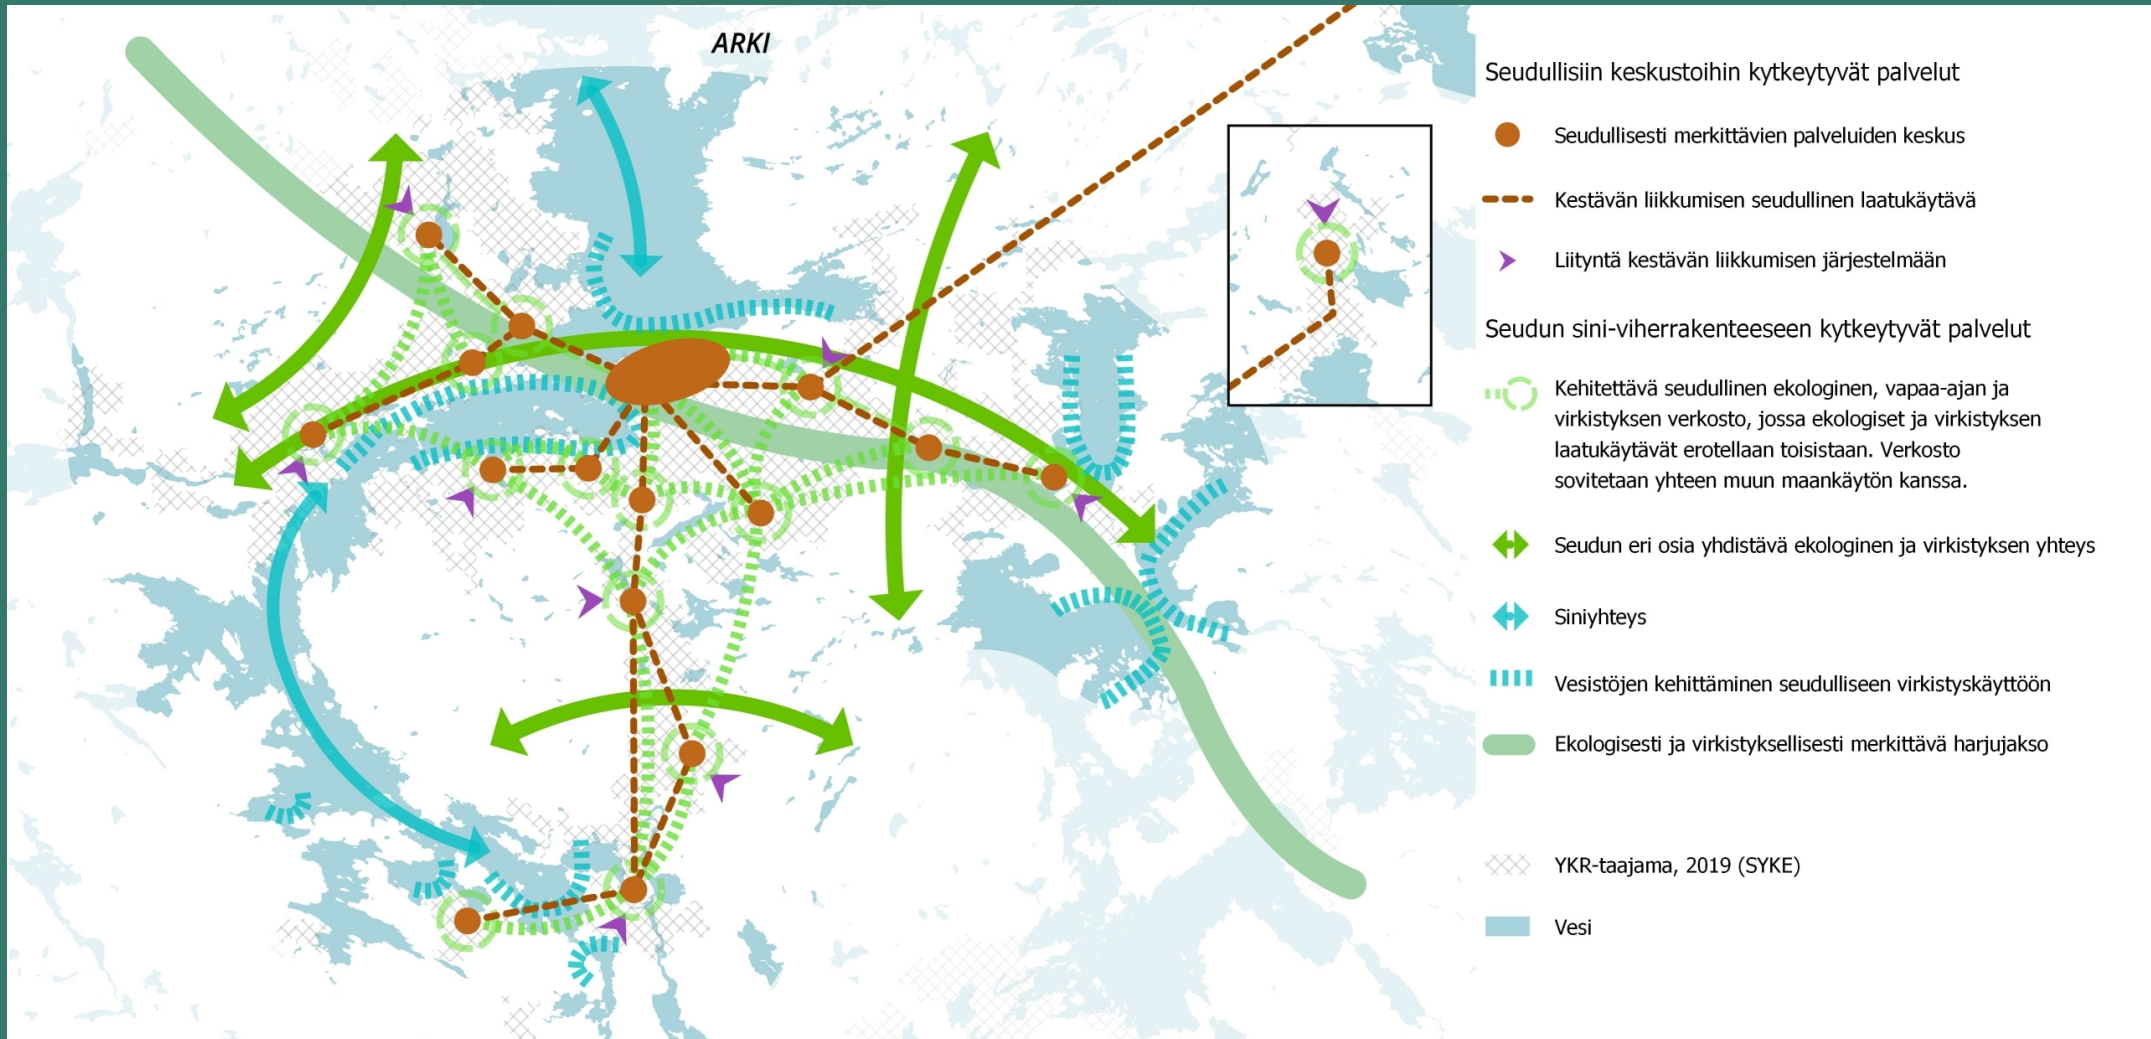 ARKI
Seudullisiin keskustoihin kytkeytyvät palvelut
Seudullisesti merkittävien palveluiden keskus
Kestävän liikkumisen seudullinen laatukäytävä
Liityntä kestävän liikkumisen järjestelmään
Seudun sini-viherrakenteeseen kytkeytyvät palvelut
Kehitettävä seudullinen ekologinen, vapaa-ajan ja
virkistyksen verkosto, jossa ekologiset ja virkistyksen
laatukäytävät erotellaan toisistaan. Verkosto
sovitetaan yhteen muun maankäytön kanssa.
Seudun eri osia yhdistävä ekologinen ja virkistyksen yhteys
Siniyhteys
Vesistöjen kehittäminen seudulliseen virkistyskäyttöön
Ekologisesti ja virkistyksellisesti merkittävä harjujakso
YKR-taajama, 2019 (SYKE)
Vesi